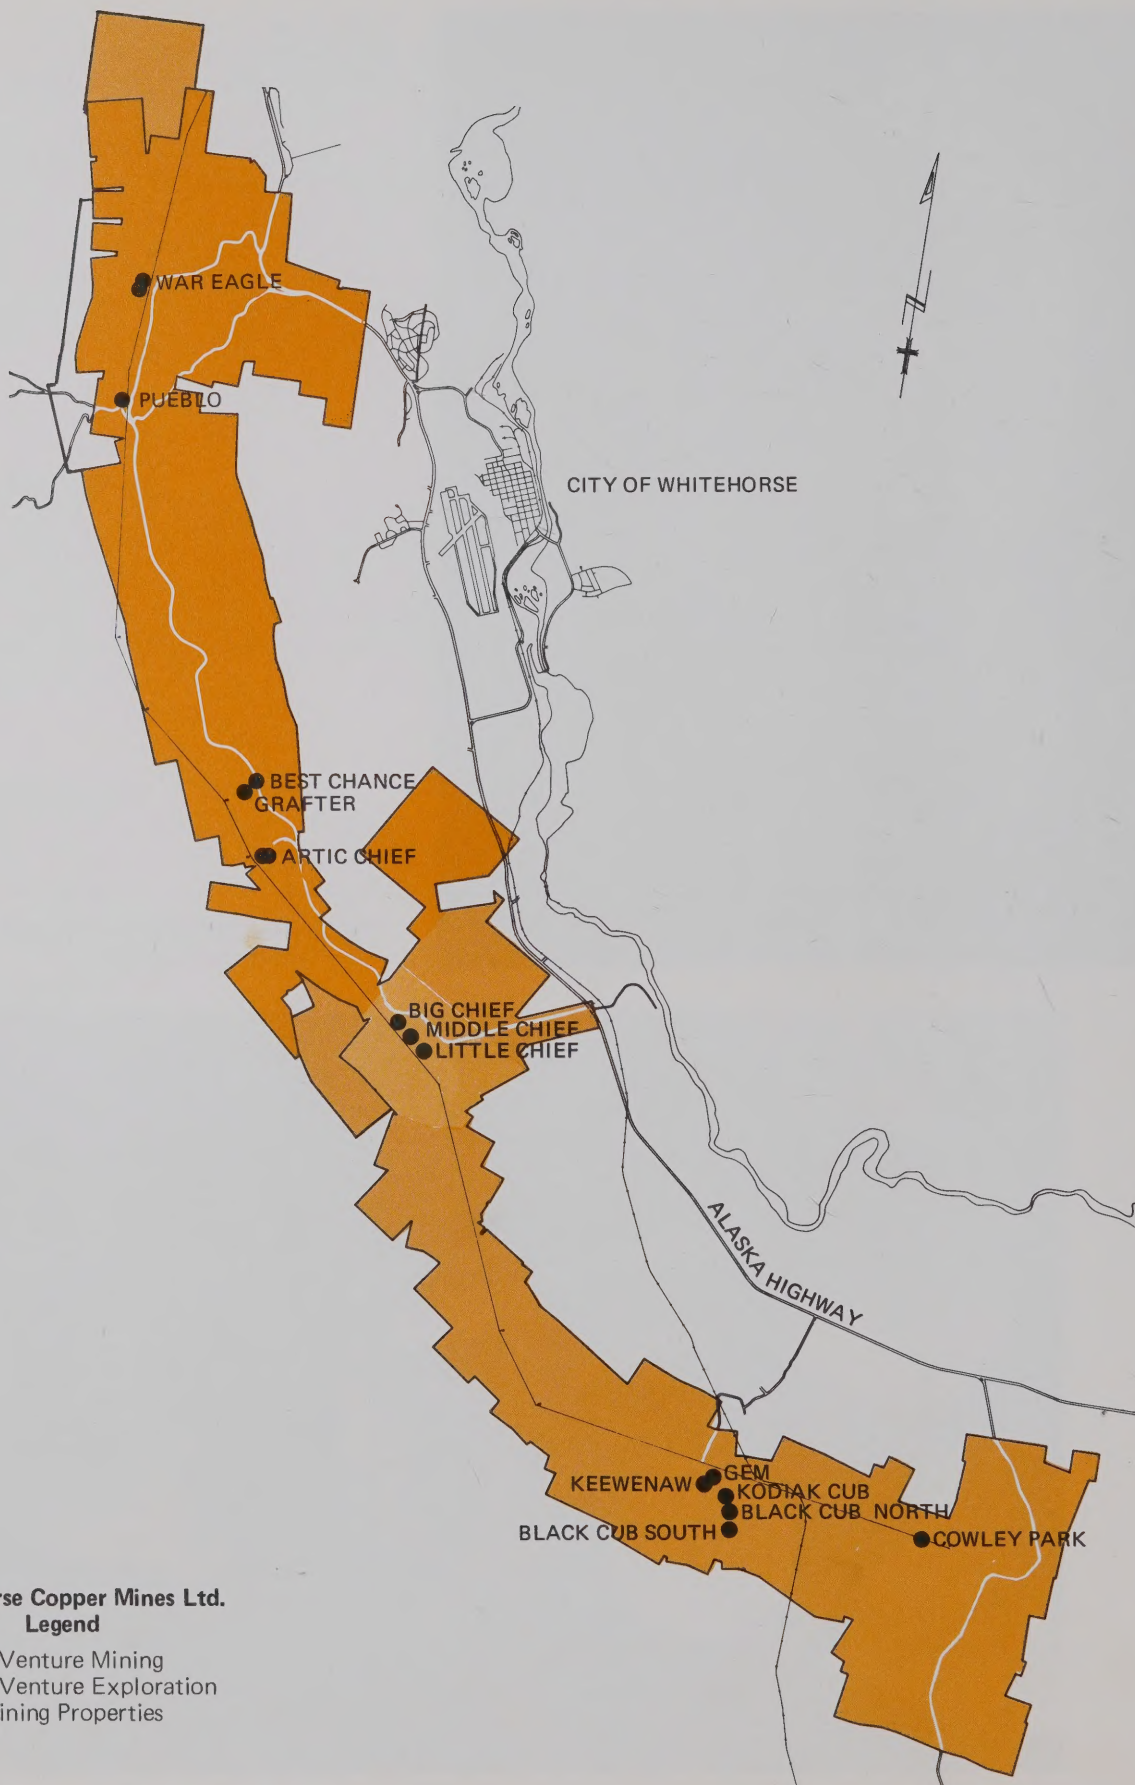 WAR EAGLE
PUEBLO
CITY OF WHITEHORSE
BEST CHANCE
GRAFTER
ARTIC CHIEF
BIG CHIEF
MIDDLE CHIEF
LITTLE CHIEF
ALASKA HIGHWAY
GEM
KEEWENAW
KODIAK CUB
BLACK CUB NORTH
BLACK CUB SOUTH
COWLEY PARK
rse Copper Mines Ltd.
Legend
Venture Mining
Venture Exploration
ining Properties